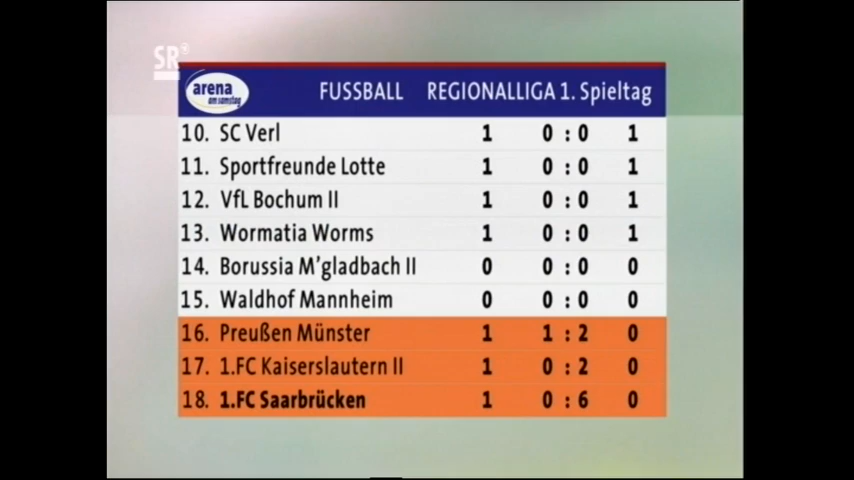 SR
arena
am samstag
FUSSBALL REGIONALLIGA 1. Spieltag
10. SC Verl 1 0 : 0 1
11. Sportfreunde Lotte 1 0 : 0 1
12. VfL Bochum II 1 0 : 0 1
13. Wormatia Worms 1 0 : 0 1
14. Borussia M'gladbach II 0 0 : 0 0
15. Waldhof Mannheim 0 0 : 0 0
16. Preußen Münster 1 1 : 2 0
17. 1.FC Kaiserslautern II 1 0 : 2 0
18. 1.FC Saarbrücken 1 0 : 6 0